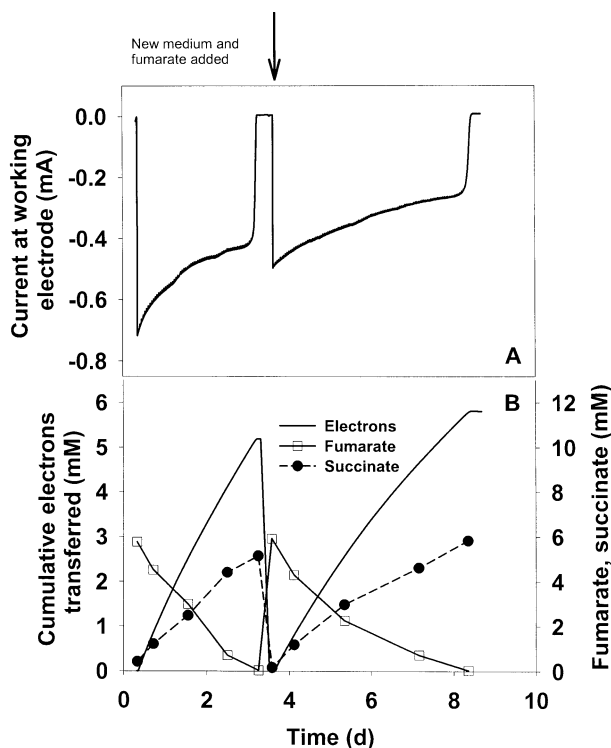 New medium and
fumarate added
0.0
-0.2
-0.4
-0.6
-0.8
Current at working
electrode (mA)
A
B
6
5
4
3
2
1
0
Cumulative electrons
transferred (mM)
Electrons
Fumarate
Succinate
12
10
8
6
4
2
0
Fumarate, succinate (mM)
0
2
4
6
8
10
Time (d)